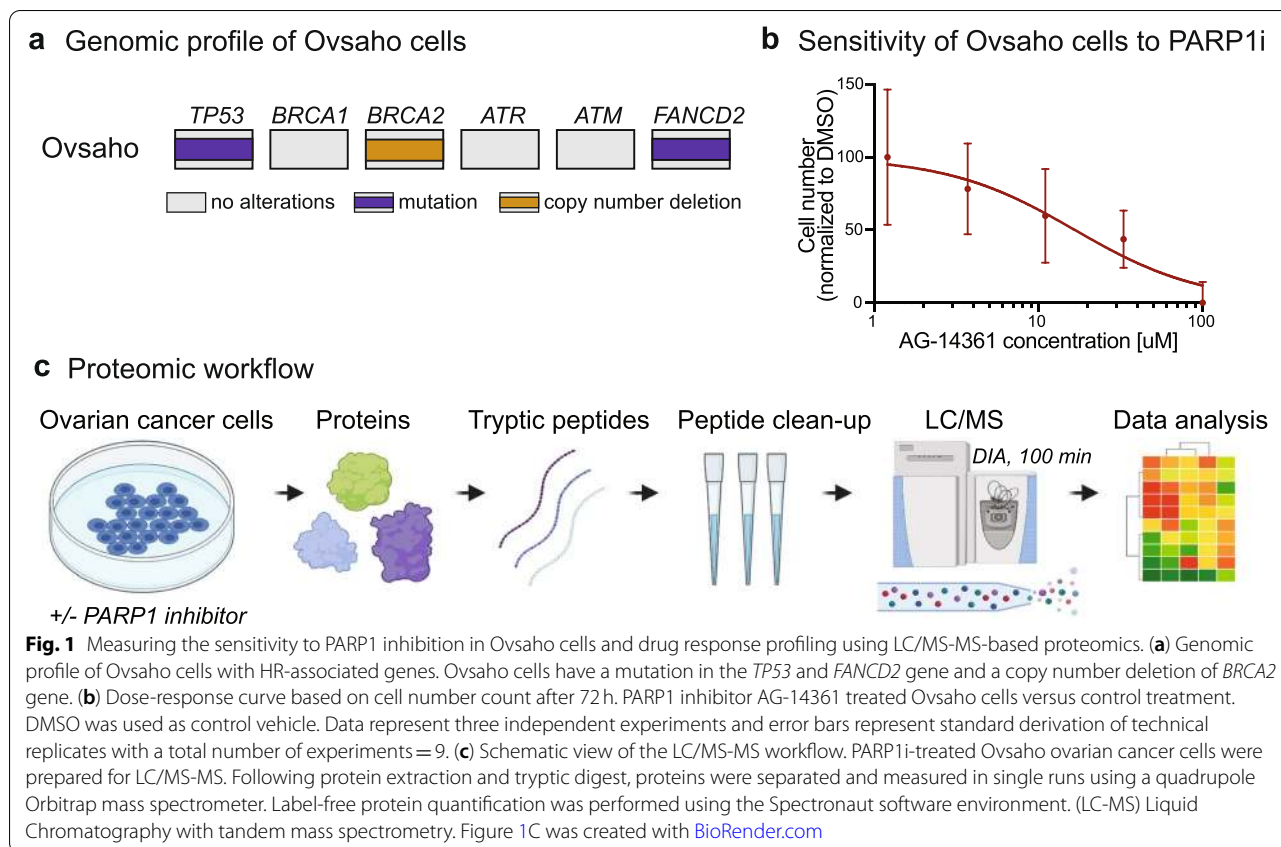 a Genomic profile of Ovsaho cells
TP53 BRCA1 BRCA2 ATR ATM FANCD2
Ovsaho
no alterations mutation copy number deletion
b Sensitivity of Ovsaho cells to PARP1i
Cell number
(normalized to DMSO)
150
100
50
0
1 10 100
AG-14361 concentration [uM]
c Proteomic workflow
Ovarian cancer cells Proteins Tryptic peptides Peptide clean-up LC/MS Data analysis
DIA, 100 min
+/- PARP1 inhibitor
Fig. 1 Measuring the sensitivity to PARP1 inhibition in Ovsaho cells and drug response profiling using LC/MS-MS-based proteomics. (a) Genomic
profile of Ovsaho cells with HR-associated genes. Ovsaho cells have a mutation in the TP53 and FANCD2 gene and a copy number deletion of BRCA2
gene. (b) Dose-response curve based on cell number count after 72 h. PARP1 inhibitor AG-14361 treated Ovsaho cells versus control treatment.
DMSO was used as control vehicle. Data represent three independent experiments and error bars represent standard derivation of technical
replicates with a total number of experiments = 9. (c) Schematic view of the LC/MS-MS workflow. PARP1i-treated Ovsaho ovarian cancer cells were
prepared for LC/MS-MS. Following protein extraction and tryptic digest, proteins were separated and measured in single runs using a quadrupole
Orbitrap mass spectrometer. Label-free protein quantification was performed using the Spectronaut software environment. (LC-MS) Liquid
Chromatography with tandem mass spectrometry. Figure 1C was created with BioRender.com